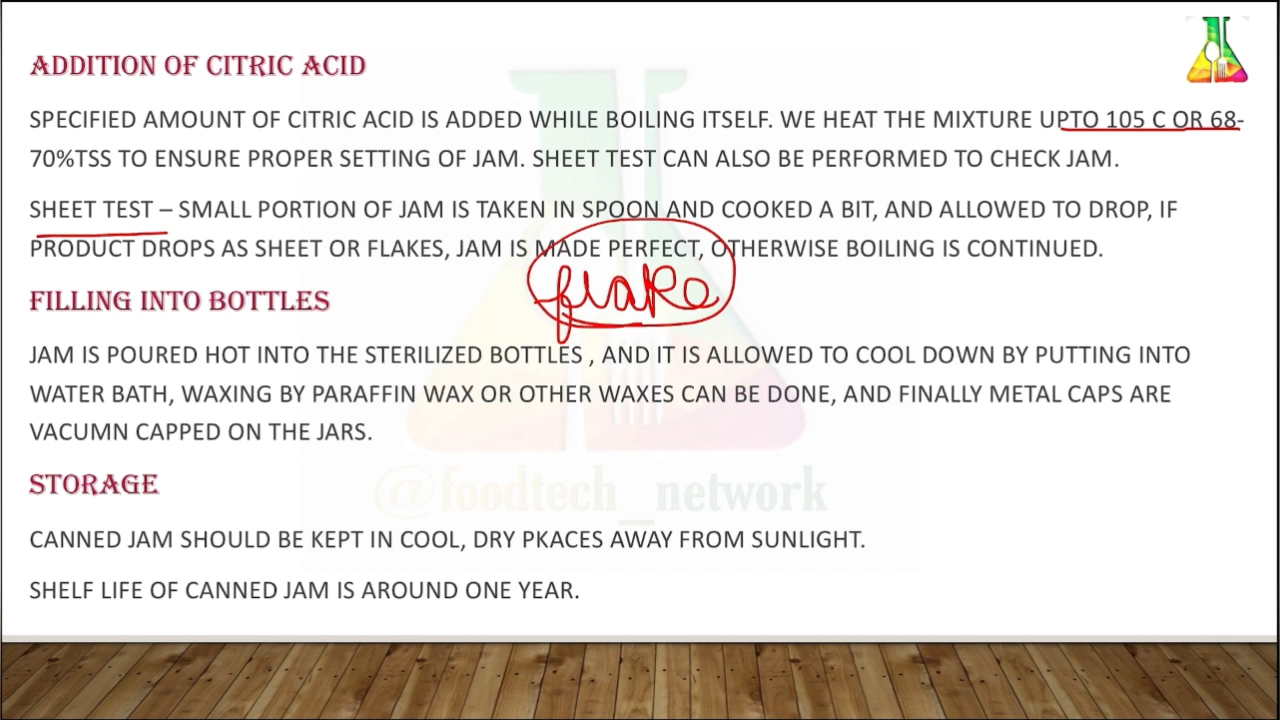 ADDITION OF CITRIC ACID
SPECIFIED AMOUNT OF CITRIC ACID IS ADDED WHILE BOILING ITSELF. WE HEAT THE MIXTURE UPTO 105 C OR 68-
70%TSS TO ENSURE PROPER SETTING OF JAM. SHEET TEST CAN ALSO BE PERFORMED TO CHECK JAM.
SHEET TEST – SMALL PORTION OF JAM IS TAKEN IN SPOON AND COOKED A BIT, AND ALLOWED TO DROP, IF
PRODUCT DROPS AS SHEET OR FLAKES, JAM IS MADE PERFECT, OTHERWISE BOILING IS CONTINUED.
flake
FILLING INTO BOTTLES
JAM IS POURED HOT INTO THE STERILIZED BOTTLES , AND IT IS ALLOWED TO COOL DOWN BY PUTTING INTO
WATER BATH, WAXING BY PARAFFIN WAX OR OTHER WAXES CAN BE DONE, AND FINALLY METAL CAPS ARE
VACUMN CAPPED ON THE JARS.
STORAGE
@foodtech_network
CANNED JAM SHOULD BE KEPT IN COOL, DRY PKACES AWAY FROM SUNLIGHT.
SHELF LIFE OF CANNED JAM IS AROUND ONE YEAR.